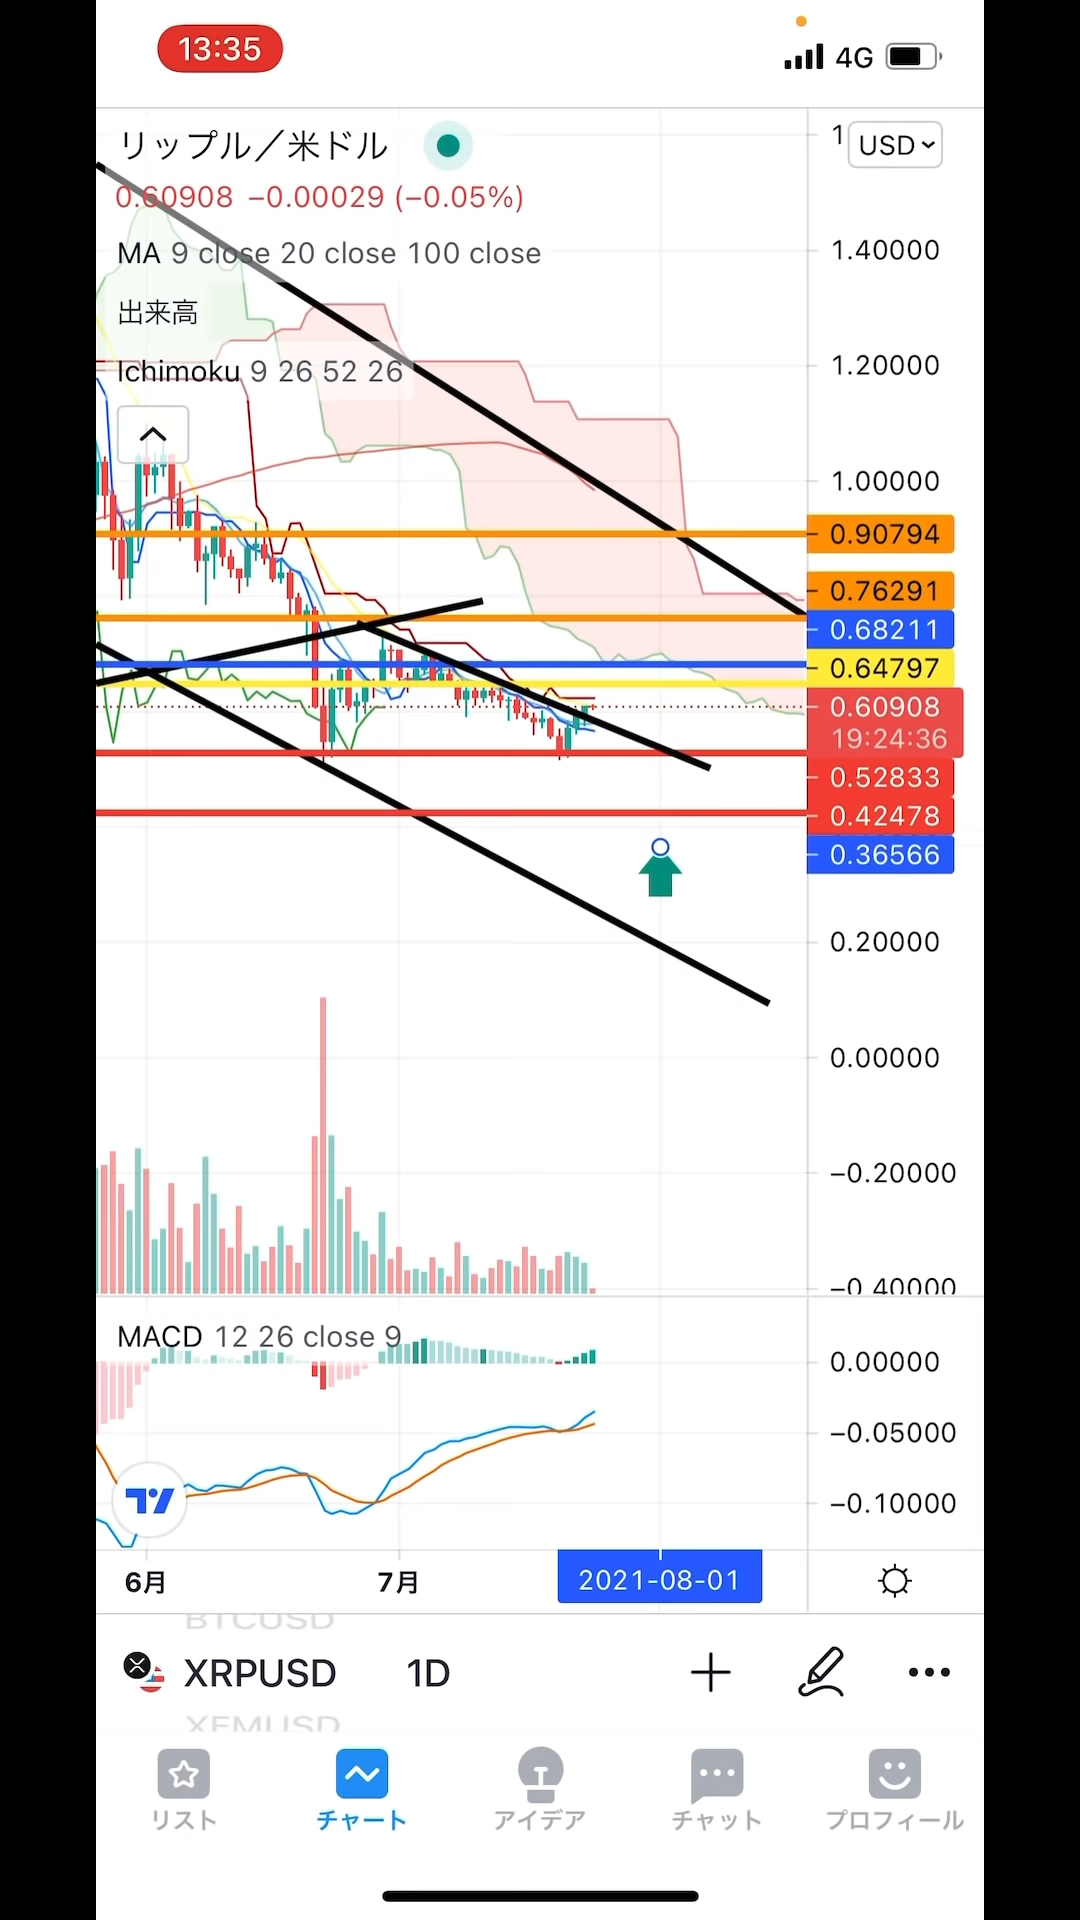 13:35
4G
リップル／米ドル
1
USD
0.60908 −0.00029 (−0.05%)
MA 9 close 20 close 100 close
1.40000
出来高
Ichimoku 9 26 52 26
1.20000
1.00000
0.90794
0.76291
0.68211
0.64797
0.60908
19:24:36
0.52833
0.42478
0.36566
0.20000
0.00000
−0.20000
−0.40000
MACD 12 26 close 9
0.00000
−0.05000
−0.10000
6月
7月
2021-08-01
BTCUSD
XRPUSD
1D
XEMUSD
リスト
チャート
アイデア
チャット
プロフィール